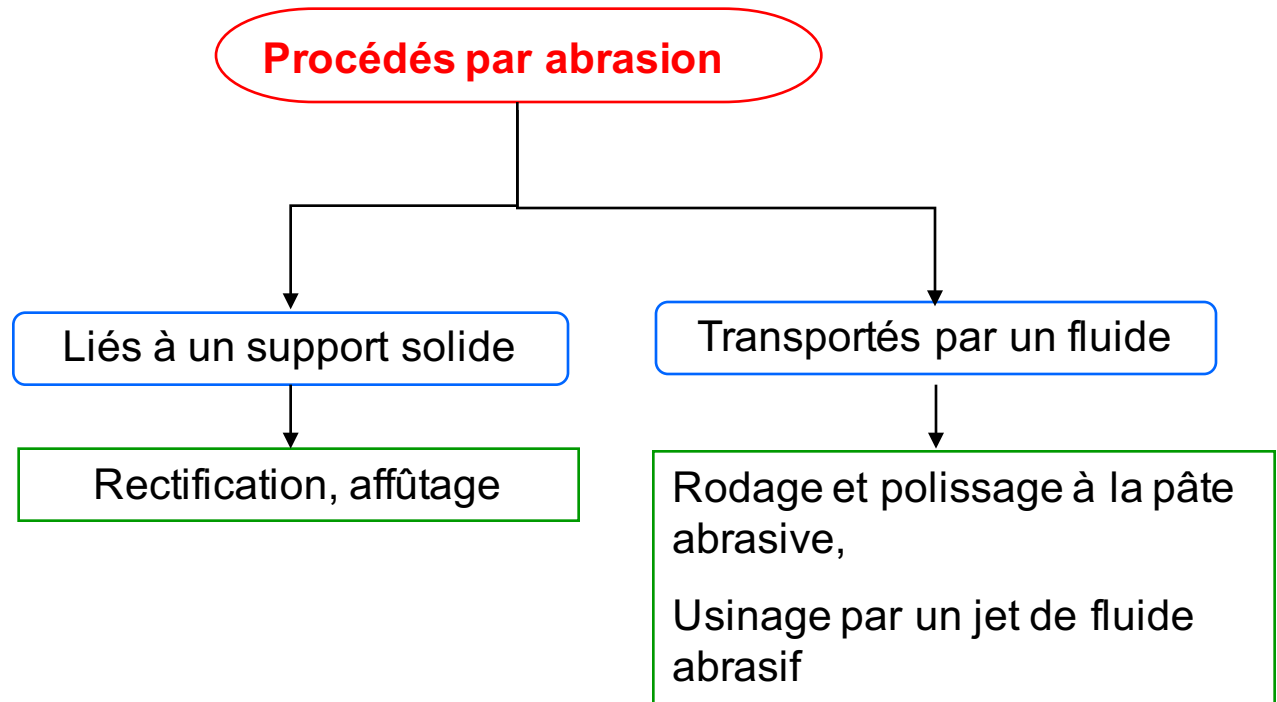 Procédés par abrasion
Liés à un support solide
Transportés par un fluide
Rectification, affûtage
Rodage et polissage à la pâte
abrasive,
Usinage par un jet de fluide
abrasif